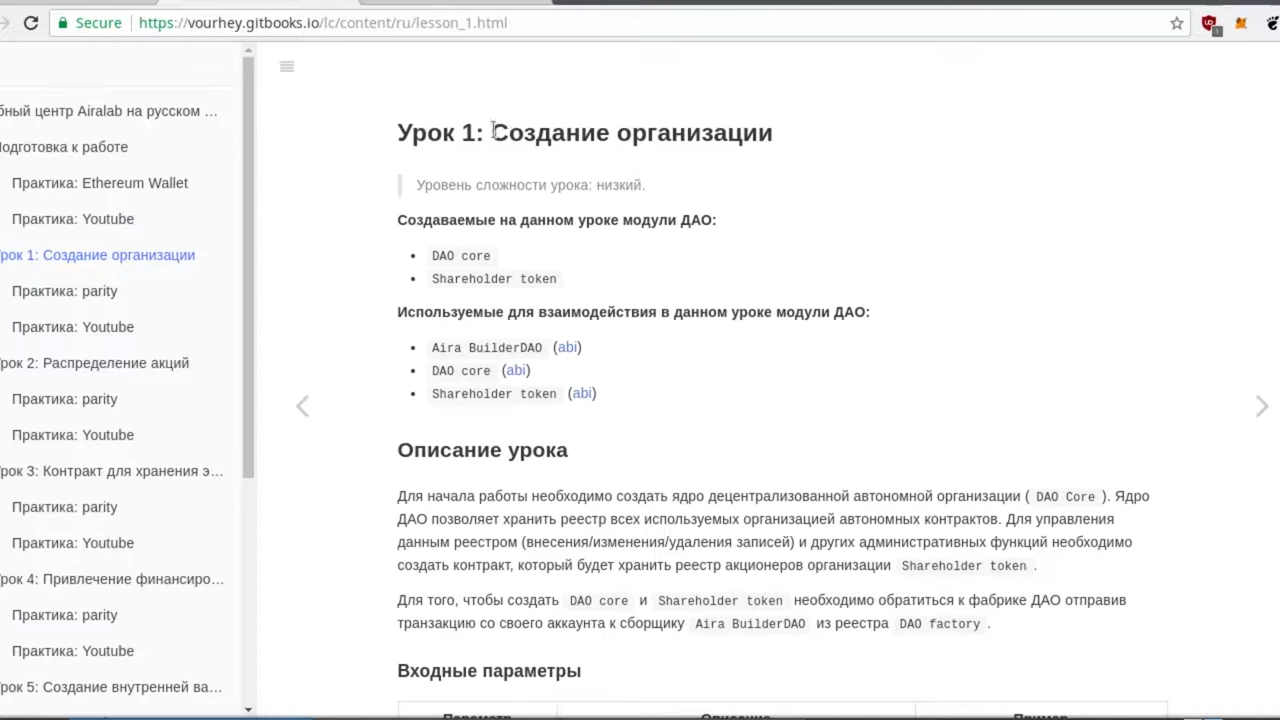 Secure https://vourhey.gitbooks.io/lc/content/ru/lesson_1.html
бный центр Airalab на русском …
Подготовка к работе
Практика: Ethereum Wallet
Практика: Youtube
рок 1: Создание организации
Практика: parity
Практика: Youtube
рок 2: Распределение акций
Практика: parity
Практика: Youtube
рок 3: Контракт для хранения э…
Практика: parity
Практика: Youtube
рок 4: Привлечение финансиро…
Практика: parity
Практика: Youtube
рок 5: Создание внутренней ва…
Урок 1: Создание организации
Уровень сложности урока: низкий.
Создаваемые на данном уроке модули ДАО:
• DAO core
• Shareholder token
Используемые для взаимодействия в данном уроке модули ДАО:
• Aira BuilderDAO (abi)
• DAO core (abi)
• Shareholder token (abi)
Описание урока
Для начала работы необходимо создать ядро децентрализованной автономной организации ( DAO Core ). Ядро
ДАО позволяет хранить реестр всех используемых организацией автономных контрактов. Для управления
данным реестром (внесения/изменения/удаления записей) и других административных функций необходимо
создать контракт, который будет хранить реестр акционеров организации Shareholder token .
Для того, чтобы создать DAO core и Shareholder token необходимо обратиться к фабрике ДАО отправив
транзакцию со своего аккаунта к сборщику Aira BuilderDAO из реестра DAO factory .
Входные параметры
Параметр Описание Пример